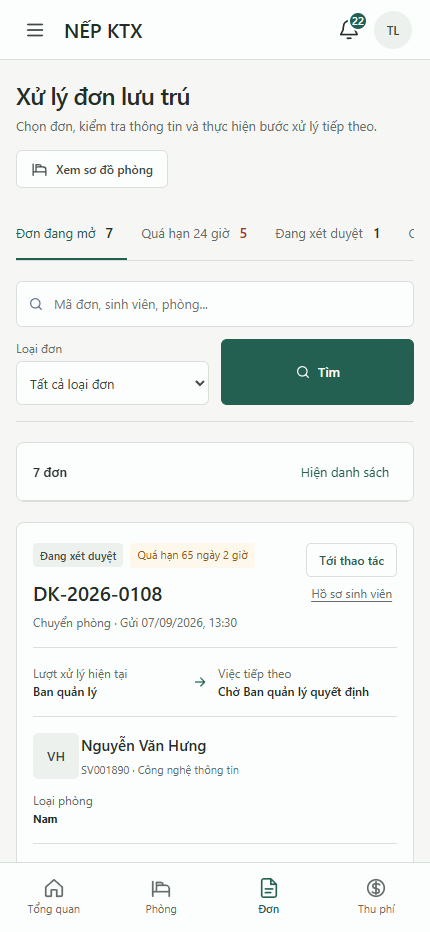 NẾP KTX
22
TL
Xử lý đơn lưu trú
Chọn đơn, kiểm tra thông tin và thực hiện bước xử lý tiếp theo.
Xem sơ đồ phòng
Đơn đang mở 7 Quá hạn 24 giờ 5 Đang xét duyệt 1
Mã đơn, sinh viên, phòng...
Loại đơn
Tất cả loại đơn
Tìm
7 đơn Hiện danh sách
Đang xét duyệt Quá hạn 65 ngày 2 giờ Tới thao tác
DK-2026-0108 Hồ sơ sinh viên
Chuyển phòng · Gửi 07/09/2026, 13:30
Lượt xử lý hiện tại Việc tiếp theo
Ban quản lý → Chờ Ban quản lý quyết định
VH Nguyễn Văn Hưng
SV001890 · Công nghệ thông tin
Loại phòng
Nam
Tổng quan Phòng Đơn Thu phí